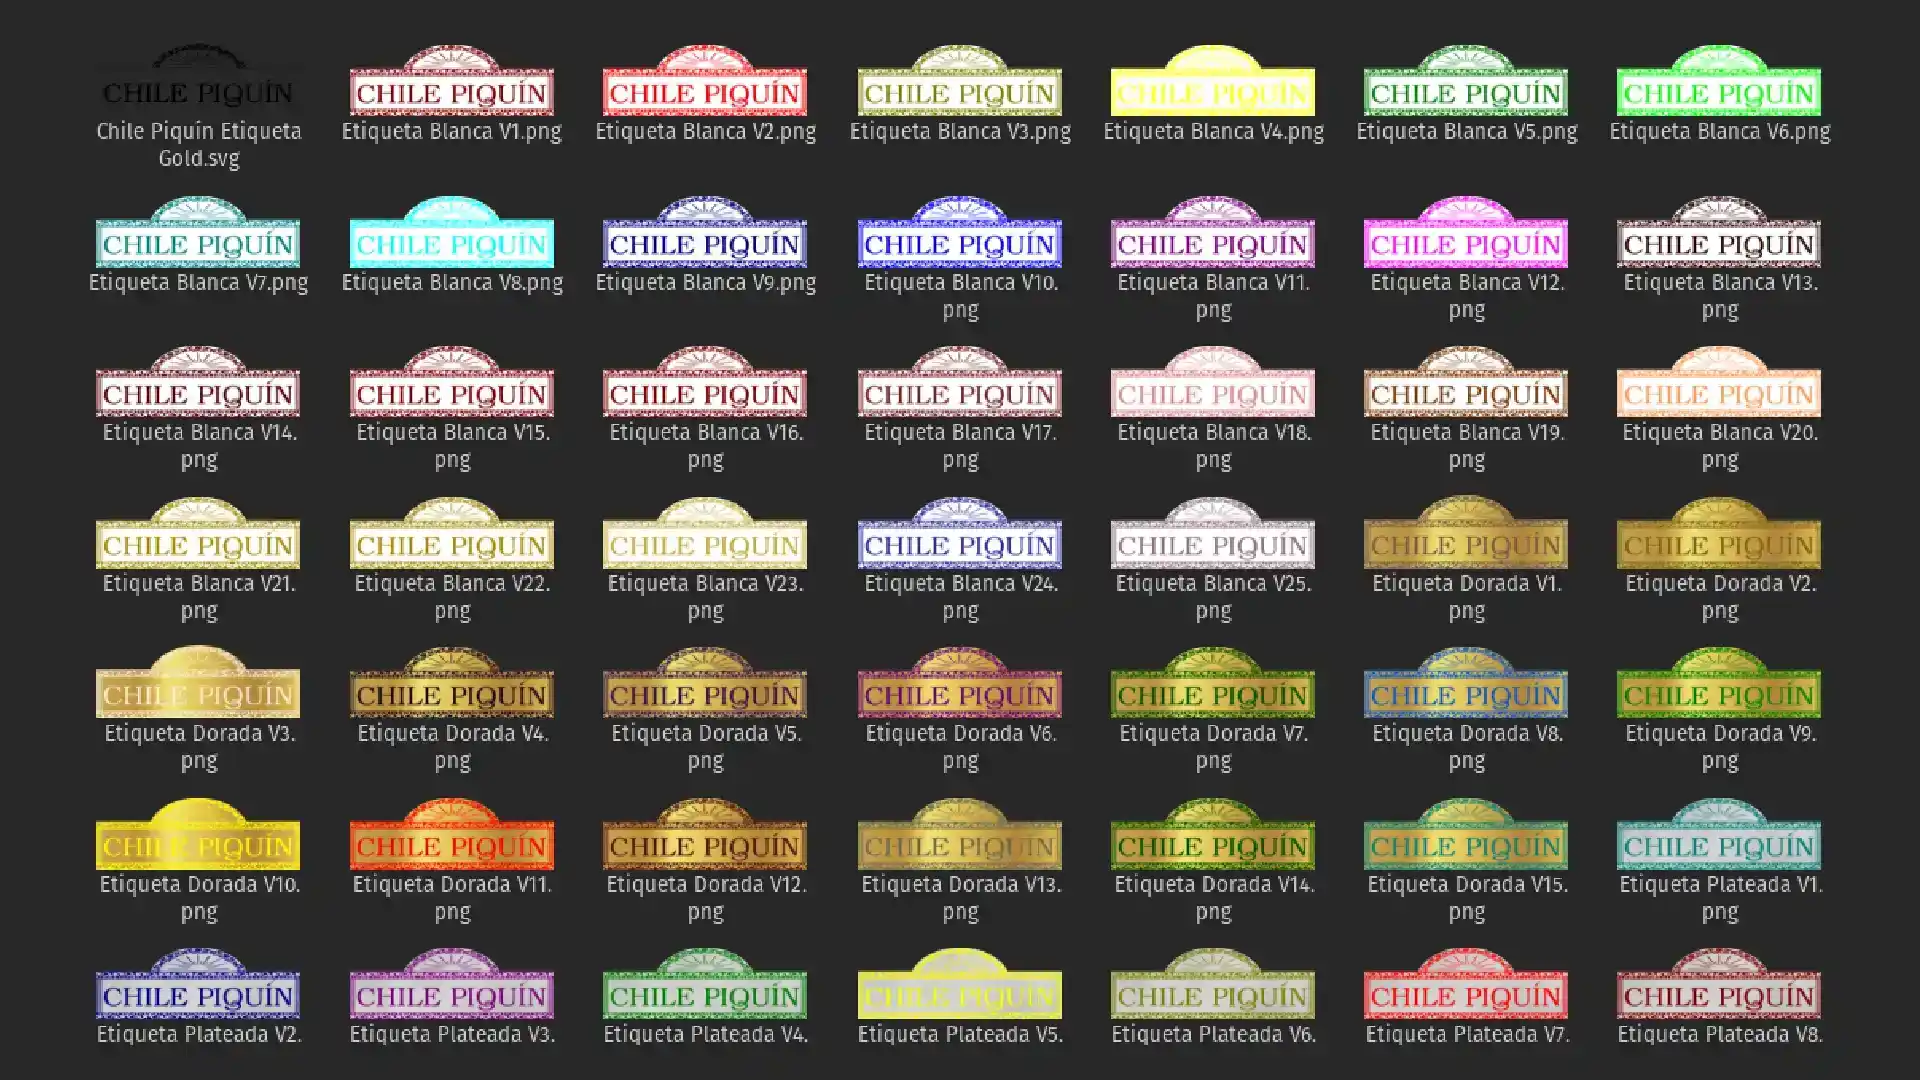 CHILE PIQUÍN CHILE PIQUÍN CHILE PIQUÍN CHILE PIQUÍN CHILE PIQUÍN CHILE PIQUÍN CHILE PIQUÍN
Chile Piquín Etiqueta Etiqueta Blanca V1.png Etiqueta Blanca V2.png Etiqueta Blanca V3.png Etiqueta Blanca V4.png Etiqueta Blanca V5.png Etiqueta Blanca V6.png
Gold.svg
CHILE PIQUÍN CHILE PIQUÍN CHILE PIQUÍN CHILE PIQUÍN CHILE PIQUÍN CHILE PIQUÍN CHILE PIQUÍN
Etiqueta Blanca V7.png Etiqueta Blanca V8.png Etiqueta Blanca V9.png Etiqueta Blanca V10. Etiqueta Blanca V11. Etiqueta Blanca V12. Etiqueta Blanca V13.
png png png png
CHILE PIQUÍN CHILE PIQUÍN CHILE PIQUÍN CHILE PIQUÍN CHILE PIQUÍN CHILE PIQUÍN CHILE PIQUÍN
Etiqueta Blanca V14. Etiqueta Blanca V15. Etiqueta Blanca V16. Etiqueta Blanca V17. Etiqueta Blanca V18. Etiqueta Blanca V19. Etiqueta Blanca V20.
png png png png png png png
CHILE PIQUÍN CHILE PIQUÍN CHILE PIQUÍN CHILE PIQUÍN CHILE PIQUÍN CHILE PIQUÍN CHILE PIQUÍN
Etiqueta Blanca V21. Etiqueta Blanca V22. Etiqueta Blanca V23. Etiqueta Blanca V24. Etiqueta Blanca V25. Etiqueta Dorada V1. Etiqueta Dorada V2.
png png png png png png png
CHILE PIQUÍN CHILE PIQUÍN CHILE PIQUÍN CHILE PIQUÍN CHILE PIQUÍN CHILE PIQUÍN CHILE PIQUÍN
Etiqueta Dorada V3. Etiqueta Dorada V4. Etiqueta Dorada V5. Etiqueta Dorada V6. Etiqueta Dorada V7. Etiqueta Dorada V8. Etiqueta Dorada V9.
png png png png png png png
CHILE PIQUÍN CHILE PIQUÍN CHILE PIQUÍN CHILE PIQUÍN CHILE PIQUÍN CHILE PIQUÍN CHILE PIQUÍN
Etiqueta Dorada V10. Etiqueta Dorada V11. Etiqueta Dorada V12. Etiqueta Dorada V13. Etiqueta Dorada V14. Etiqueta Dorada V15. Etiqueta Plateada V1.
png png png png png png png
CHILE PIQUÍN CHILE PIQUÍN CHILE PIQUÍN CHILE PIQUÍN CHILE PIQUÍN CHILE PIQUÍN CHILE PIQUÍN
Etiqueta Plateada V2. Etiqueta Plateada V3. Etiqueta Plateada V4. Etiqueta Plateada V5. Etiqueta Plateada V6. Etiqueta Plateada V7. Etiqueta Plateada V8.